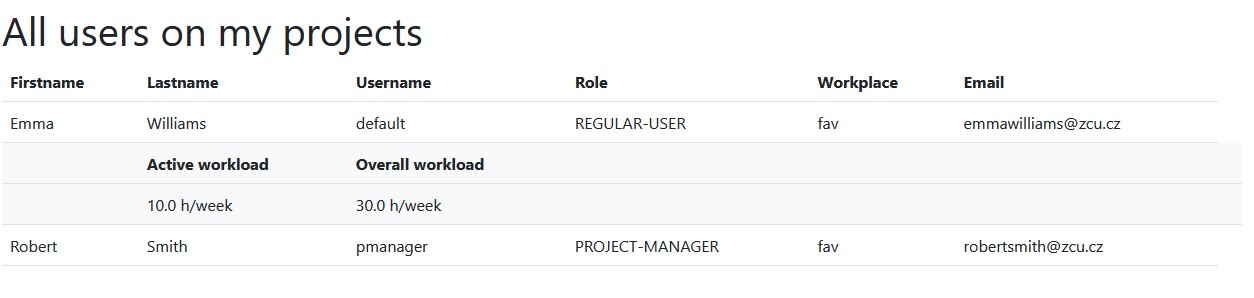 All users on my projects
Firstname Lastname Username Role Workplace Email
Emma Williams default REGULAR-USER fav emmawilliams@zcu.cz
Active workload Overall workload
10.0 h/week 30.0 h/week
Robert Smith pmanager PROJECT-MANAGER fav robertsmith@zcu.cz